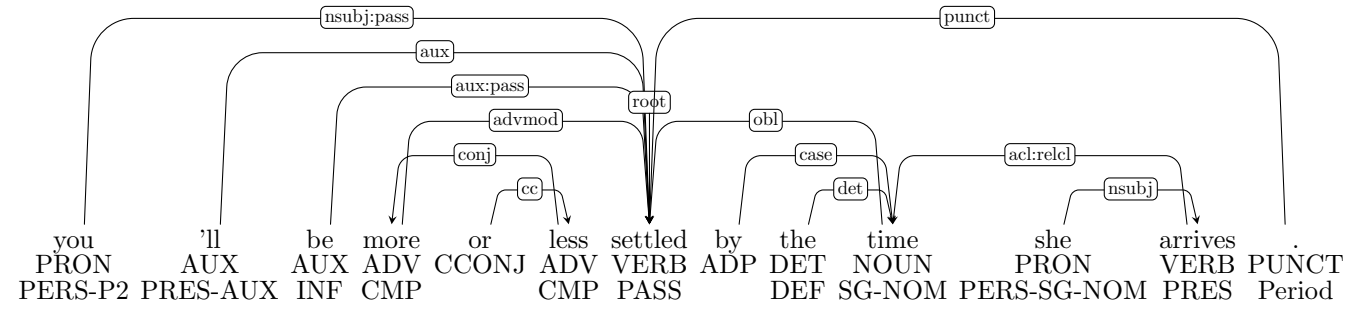 nsubj:pass punct
aux
aux:pass
root
advmod obl
conj case acl:relcl
cc det nsubj
you 'll be more or less settled by the time she arrives .
PRON AUX AUX ADV CCONJ ADV VERB ADP DET NOUN PRON VERB PUNCT
PERS-P2 PRES-AUX INF CMP CMP PASS DEF SG-NOM PERS-SG-NOM PRES Period